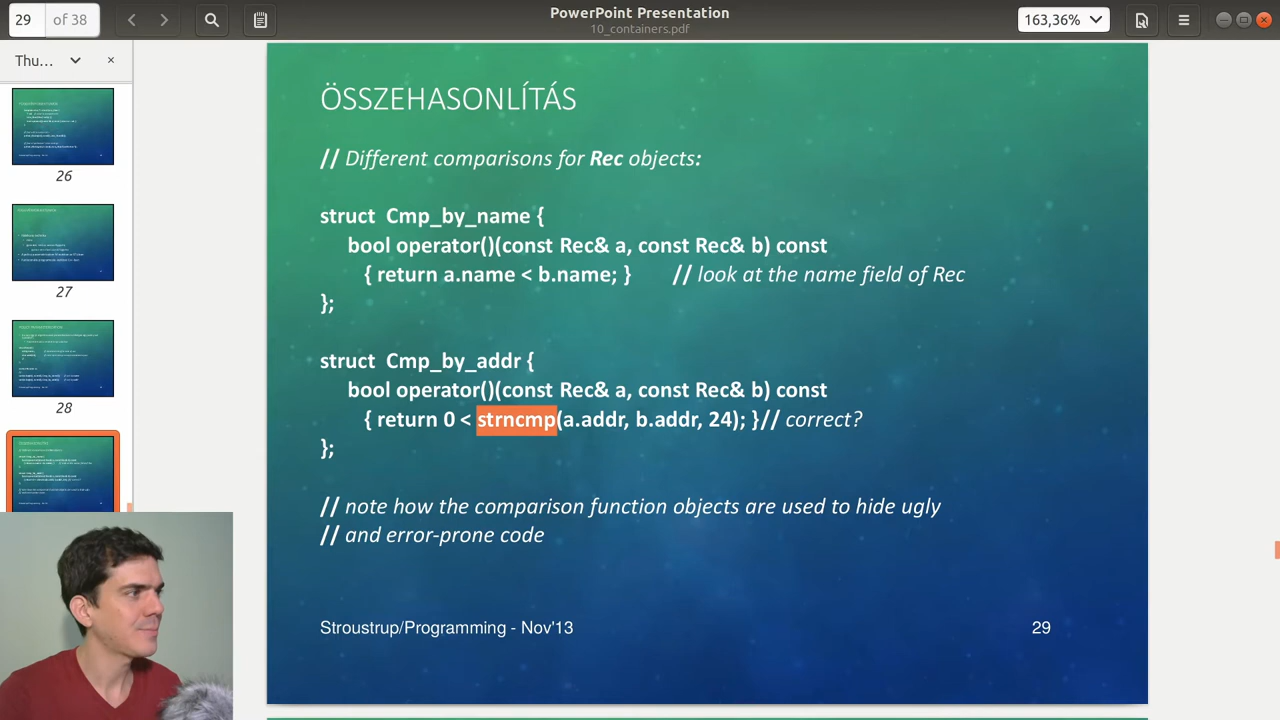 29 of 38
PowerPoint Presentation
10_containers.pdf
163,36%
Thu…
26
27
28
ÖSSZEHASONLÍTÁS
// Different comparisons for Rec objects:
struct Cmp_by_name {
bool operator()(const Rec& a, const Rec& b) const
{ return a.name < b.name; } // look at the name field of Rec
};
struct Cmp_by_addr {
bool operator()(const Rec& a, const Rec& b) const
{ return 0 < strncmp(a.addr, b.addr, 24); }// correct?
};
// note how the comparison function objects are used to hide ugly
// and error-prone code
Stroustrup/Programming - Nov'13
29